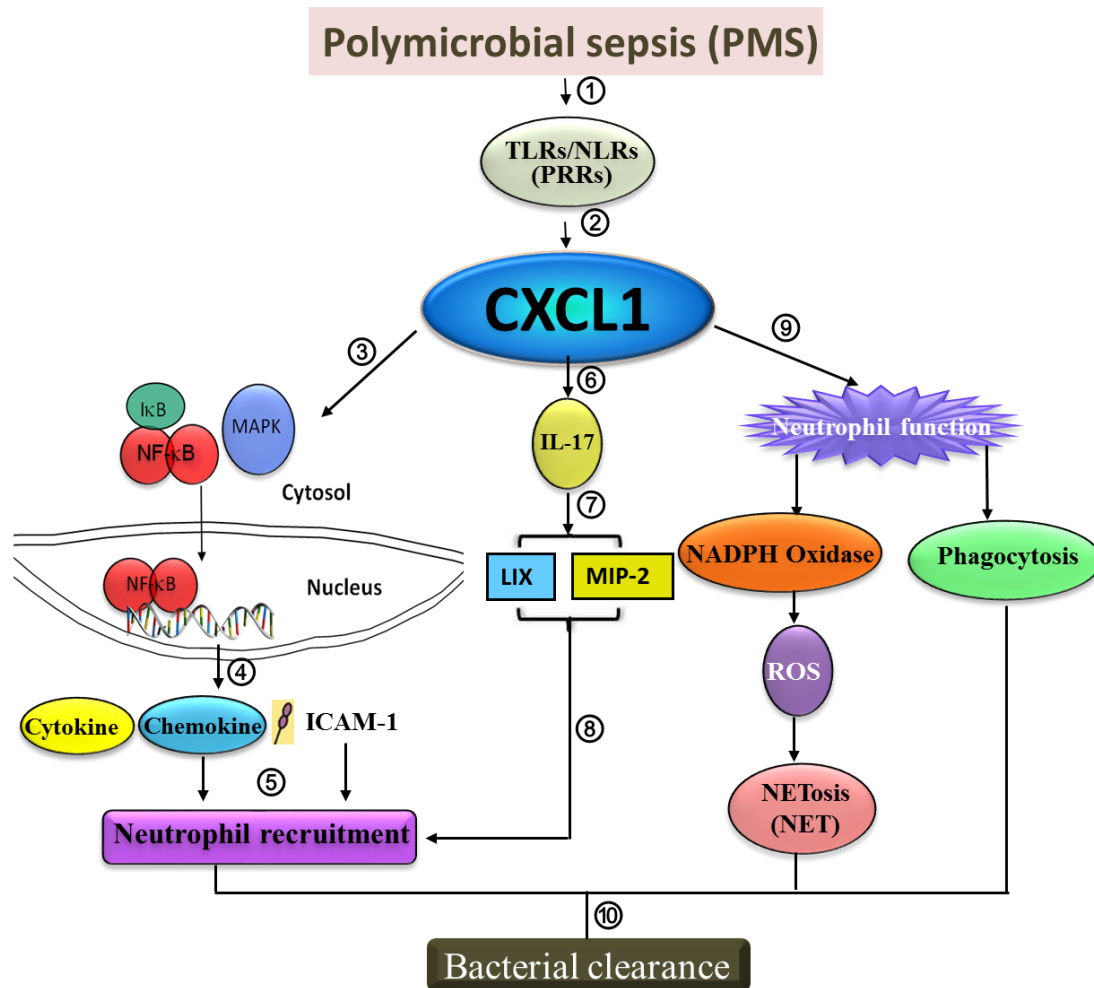 Polymicrobial sepsis (PMS)
①
TLRs/NLRs
(PRRs)
②
CXCL1
③
⑥
⑨
IκB
NF-κB
MAPK
Cytosol
IL-17
Neutrophil function
⑦
NF-κB
Nucleus
LIX
MIP-2
NADPH Oxidase
Phagocytosis
④
ROS
Cytokine
Chemokine
ICAM-1
⑧
⑤
Neutrophil recruitment
NETosis
(NET)
⑩
Bacterial clearance